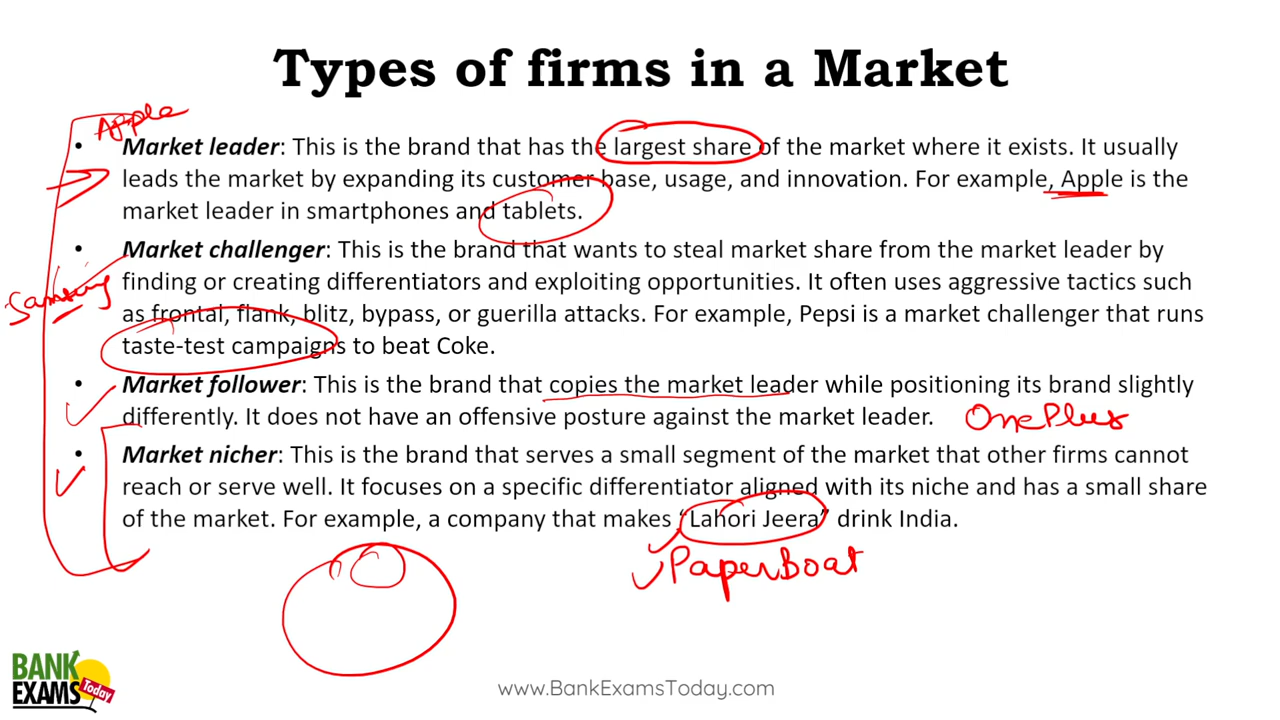 Types of firms in a Market
Apple
• Market leader: This is the brand that has the largest share of the market where it exists. It usually
leads the market by expanding its customer base, usage, and innovation. For example, Apple is the
market leader in smartphones and tablets.
• Market challenger: This is the brand that wants to steal market share from the market leader by
finding or creating differentiators and exploiting opportunities. It often uses aggressive tactics such
Samsung
as frontal, flank, blitz, bypass, or guerilla attacks. For example, Pepsi is a market challenger that runs
taste-test campaigns to beat Coke.
• Market follower: This is the brand that copies the market leader while positioning its brand slightly
differently. It does not have an offensive posture against the market leader. OnePlus
• Market nicher: This is the brand that serves a small segment of the market that other firms cannot
reach or serve well. It focuses on a specific differentiator aligned with its niche and has a small share
of the market. For example, a company that makes “Lahori Jeera” drink India.
PaperBoat
BANK
EXAMS Today
www.BankExamsToday.com